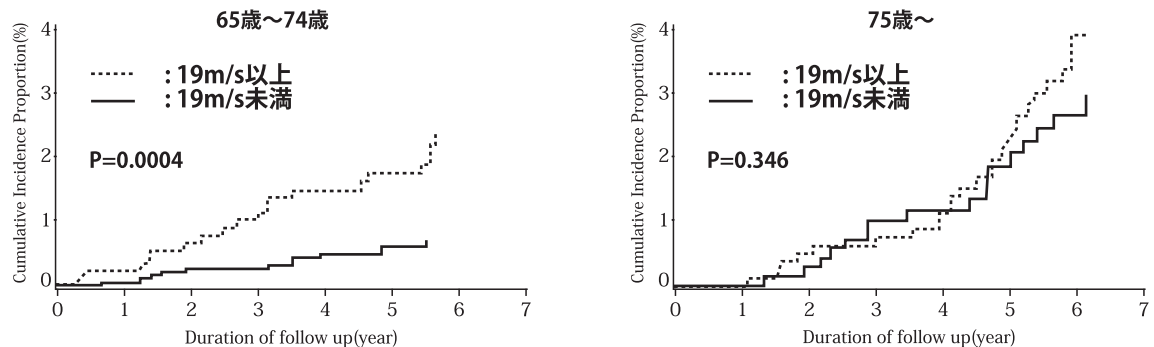 65歳～74歳
Cumulative Incidence Proportion(%)
4
3
2
1
0
: 19m/s以上
: 19m/s未満
P=0.0004
0 1 2 3 4 5 6 7
Duration of follow up(year)
75歳～
Cumulative Incidence Proportion(%)
4
3
2
1
0
: 19m/s以上
: 19m/s未満
P=0.346
0 1 2 3 4 5 6 7
Duration of follow up(year)